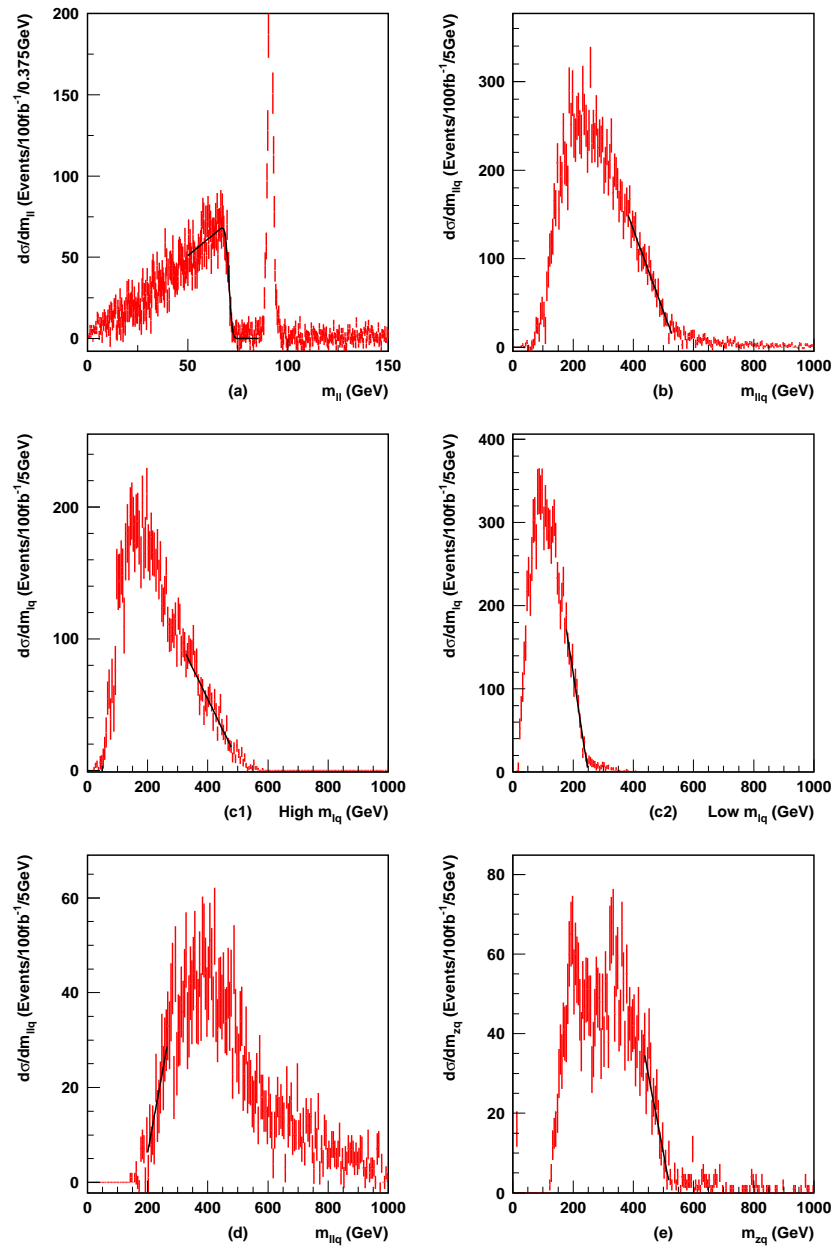 dσ/dm_ll (Events/100fb⁻¹/0.375GeV)
200
150
100
50
0
0 50 100 150
(a) m_ll (GeV)
dσ/dm_llq (Events/100fb⁻¹/5GeV)
300
200
100
0
0 200 400 600 800 1000
(b) m_llq (GeV)
dσ/dm_lq (Events/100fb⁻¹/5GeV)
200
100
0
0 200 400 600 800 1000
(c1) High m_lq (GeV)
dσ/dm_lq (Events/100fb⁻¹/5GeV)
400
300
200
100
0
0 200 400 600 800 1000
(c2) Low m_lq (GeV)
dσ/dm_llq (Events/100fb⁻¹/5GeV)
60
40
20
0
0 200 400 600 800 1000
(d) m_llq (GeV)
dσ/dm_zq (Events/100fb⁻¹/5GeV)
80
60
40
20
0
0 200 400 600 800 1000
(e) m_zq (GeV)